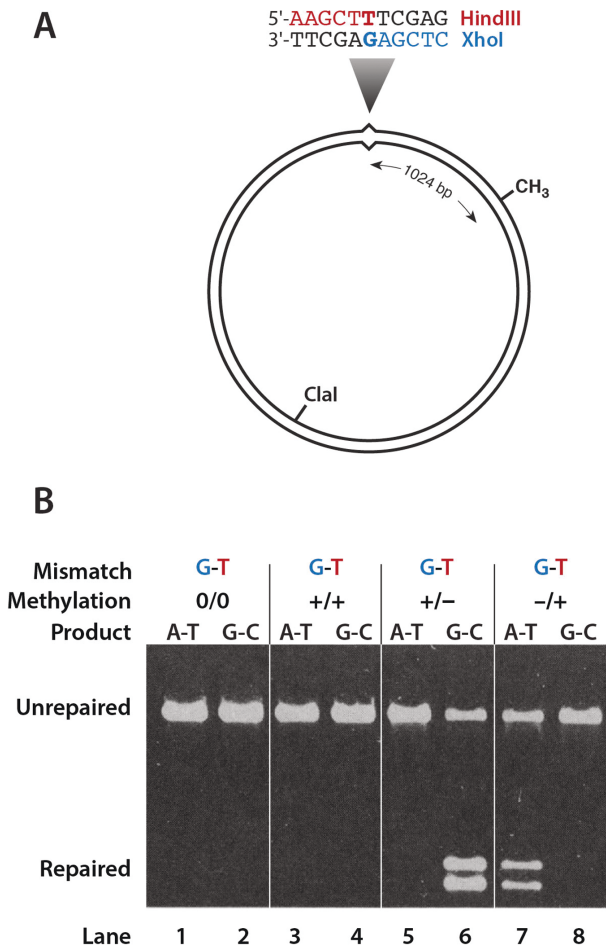 A
5'-AAGCTTTCGAG HindIII
3'-TTCGAGAGCTC XhoI
1024 bp
CH₃
ClaI
B
Mismatch G-T G-T G-T G-T
Methylation 0/0 +/+ +/– –/+
Product A-T G-C A-T G-C A-T G-C A-T G-C
Unrepaired
Repaired
Lane 1 2 3 4 5 6 7 8